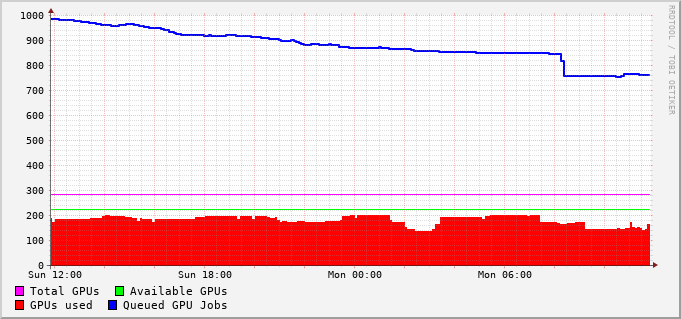 1000
900
800
700
600
500
400
300
200
100
0
Sun 12:00 Sun 18:00 Mon 00:00 Mon 06:00
Total GPUs Available GPUs
GPUs used Queued GPU Jobs
RRDTOOL / TOBI OETIKER